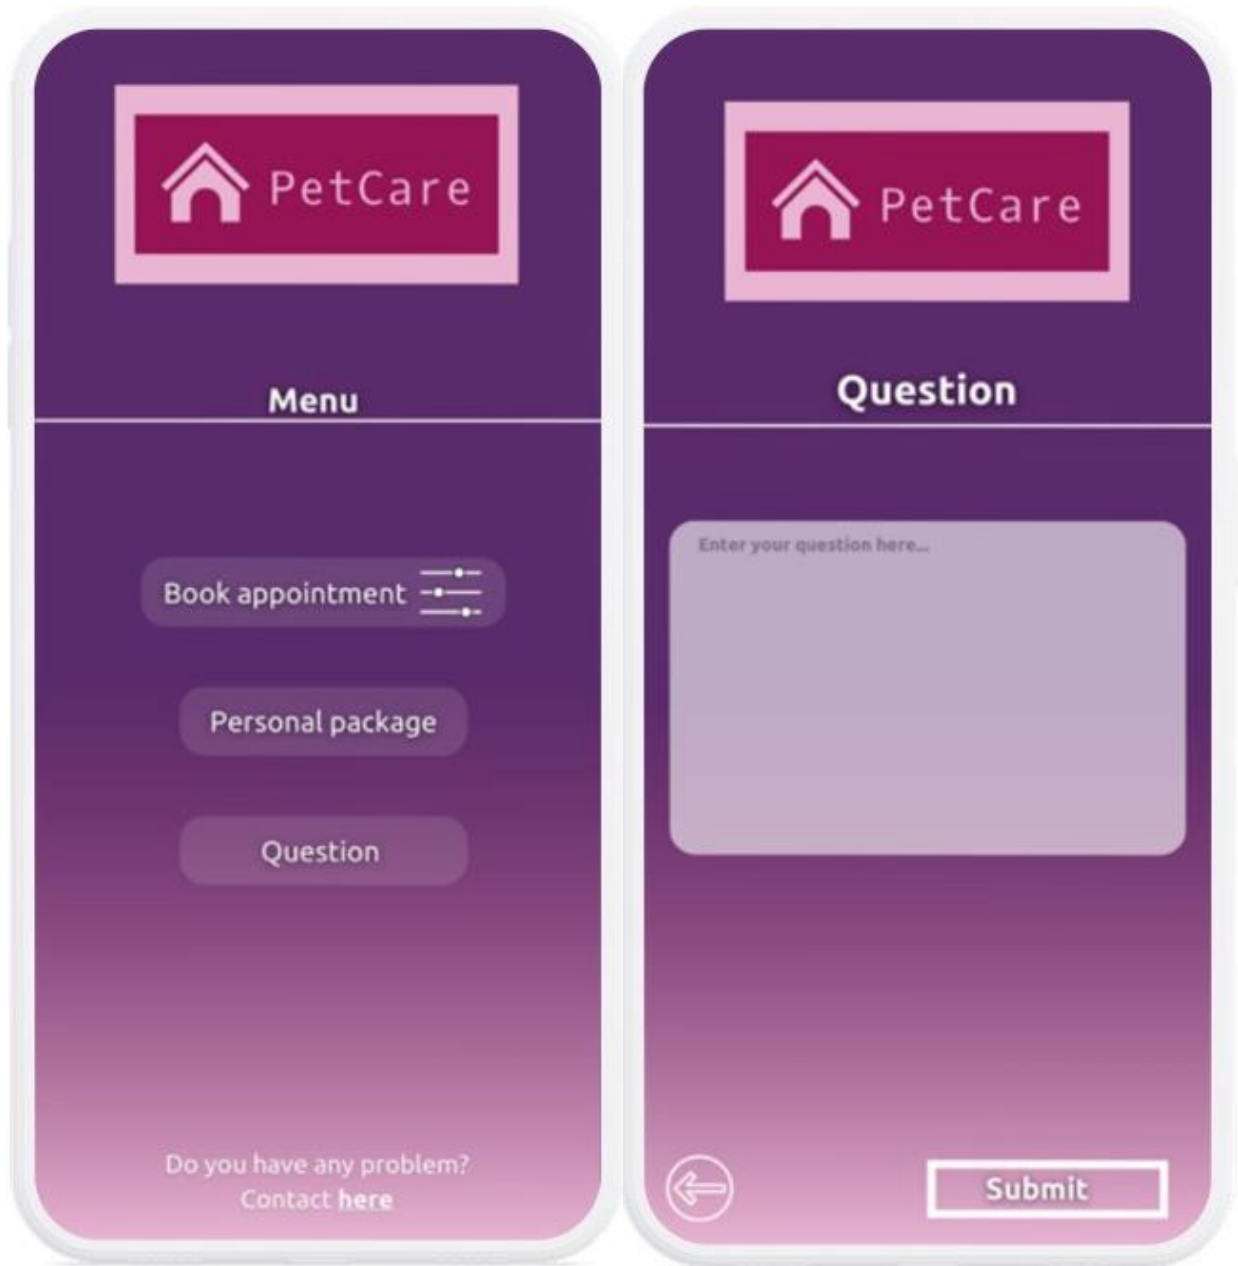 PetCare
Menu
Book appointment
Personal package
Question
Do you have any problem?
Contact here
PetCare
Question
Enter your question here...
Submit